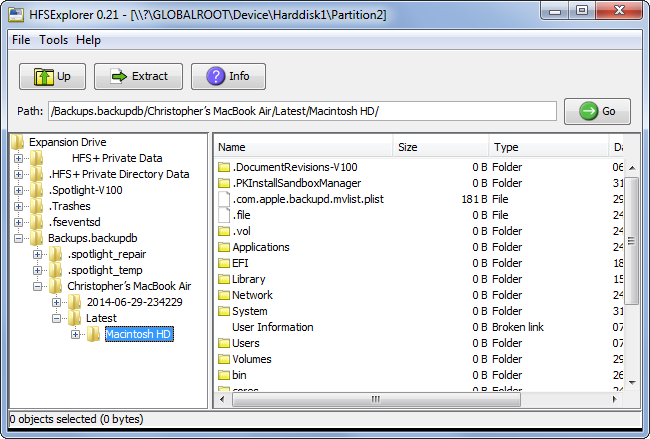 HFSExplorer 0.21 - [\\?\GLOBALROOT\Device\Harddisk1\Partition2]
File Tools Help
Up Extract Info
Path: /Backups.backupdb/Christopher's MacBook Air/Latest/Macintosh HD/ Go
Expansion Drive
HFS+ Private Data
.HFS+ Private Directory Data
.Spotlight-V100
.Trashes
.fseventsd
Backups.backupdb
.spotlight_repair
.spotlight_temp
Christopher's MacBook Air
2014-06-29-234229
Latest
Macintosh HD
Name Size Type Da
.DocumentRevisions-V100 0 B Folder 06
.PKInstallSandboxManager 0 B Folder 31
.com.apple.backupd.mvlist.plist 181 B File 29
.file 0 B File 24
.vol 0 B Folder 24
Applications 0 B Folder 31
EFI 0 B Folder 18
Library 0 B Folder 15
Network 0 B Folder 24
System 0 B Folder 31
User Information 0 B Broken link 07
Users 0 B Folder 07
Volumes 0 B Folder 29
bin 0 B Folder 26
cores 0 B Folder 24
0 objects selected (0 bytes)